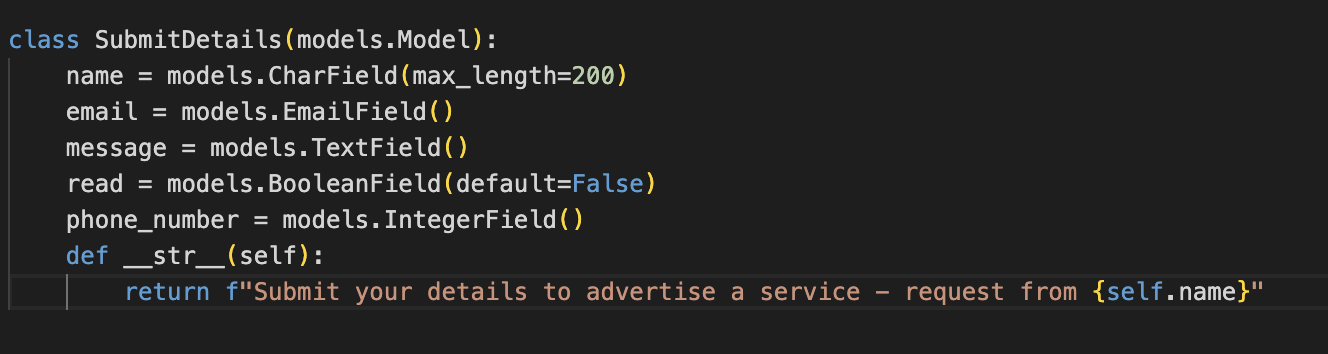 class SubmitDetails(models.Model):
    name = models.CharField(max_length=200)
    email = models.EmailField()
    message = models.TextField()
    read = models.BooleanField(default=False)
    phone_number = models.IntegerField()
    def __str__(self):
        return f"Submit your details to advertise a service - request from {self.name}"